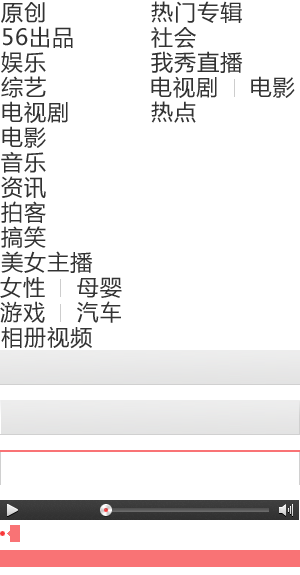 原创
56出品
娱乐
综艺
电视剧
电影
音乐
资讯
拍客
搞笑
美女主播
女性 | 母婴
游戏 | 汽车
相册视频
热门专辑
社会
我秀直播
电视剧 | 电影
热点